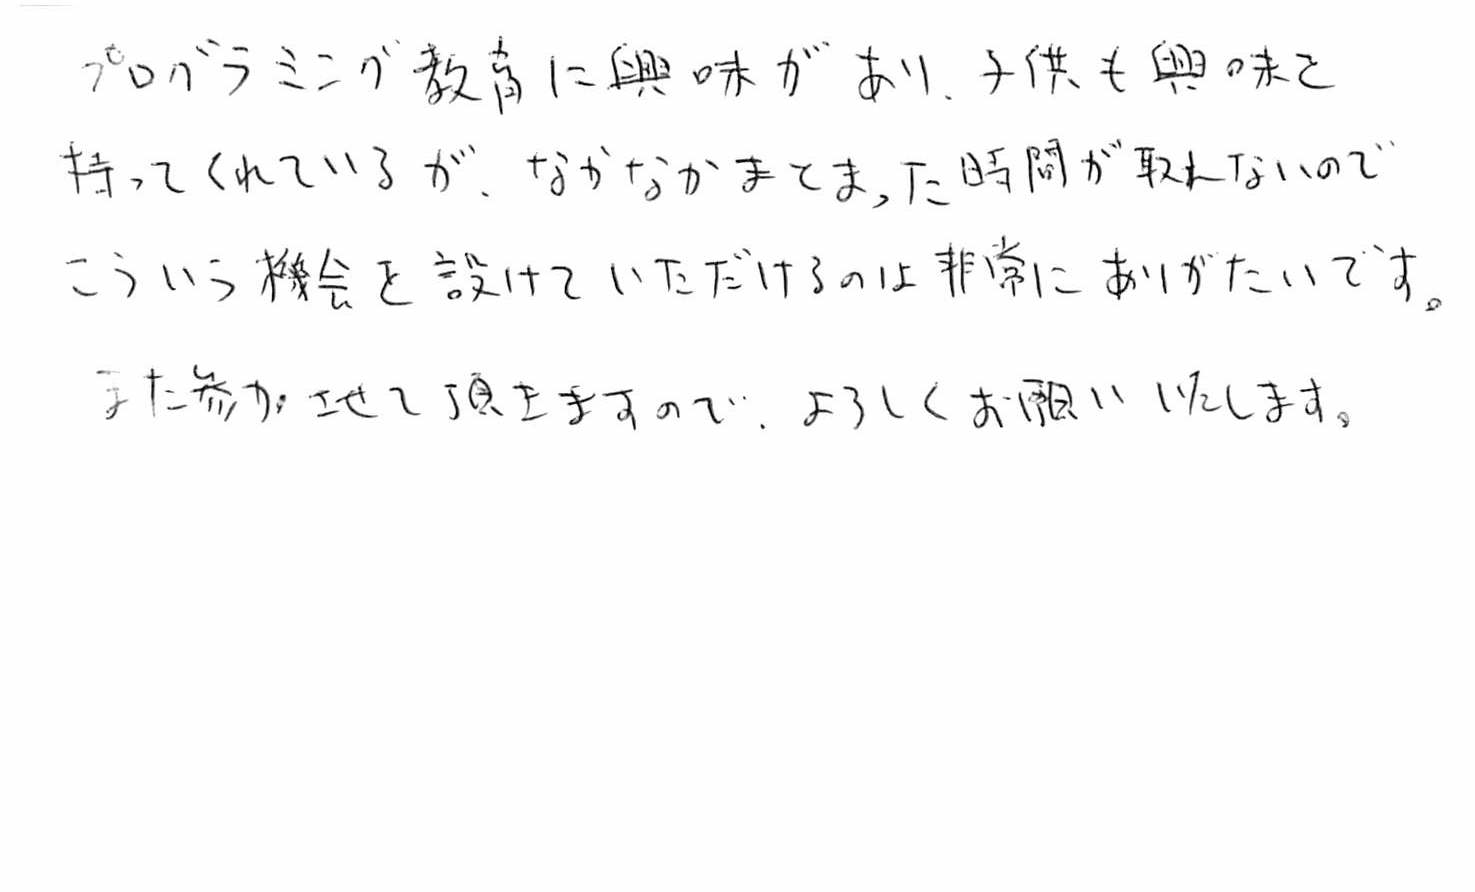 プログラミング教育に興味があり、子供も興味を
持ってくれているが、なかなかまとまった時間が取れないので
こういう機会を設けていただけるのは非常にありがたいです。
また参加させて頂きますので、よろしくお願い致します。